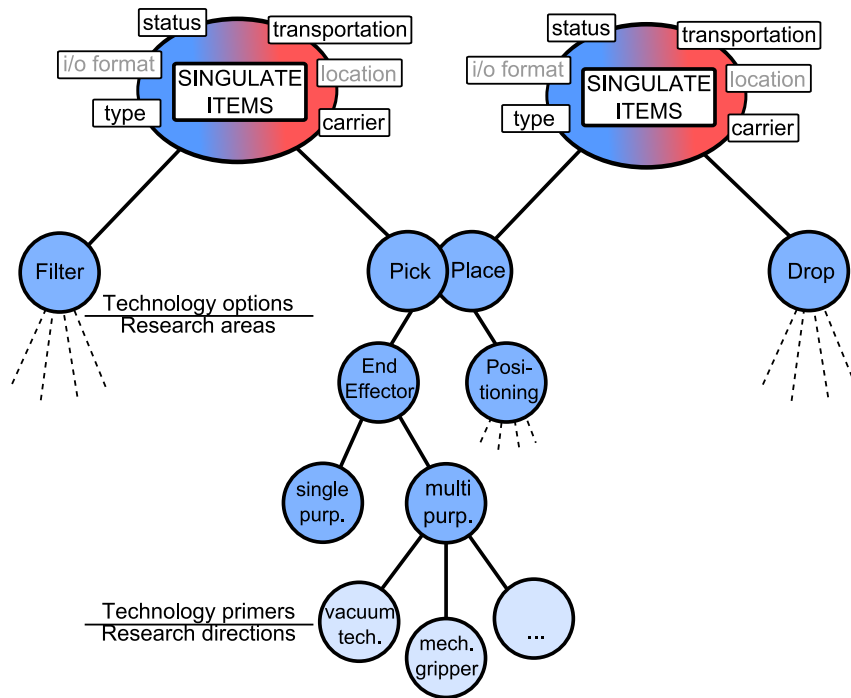 status
transportation
i/o format
location
SINGULATE
ITEMS
type
carrier
status
transportation
i/o format
location
SINGULATE
ITEMS
type
carrier
Filter
Pick
Place
Drop
Technology options
Research areas
End
Effector
Posi-
tioning
single
purp.
multi
purp.
Technology primers
Research directions
vacuum
tech.
mech.
gripper
...